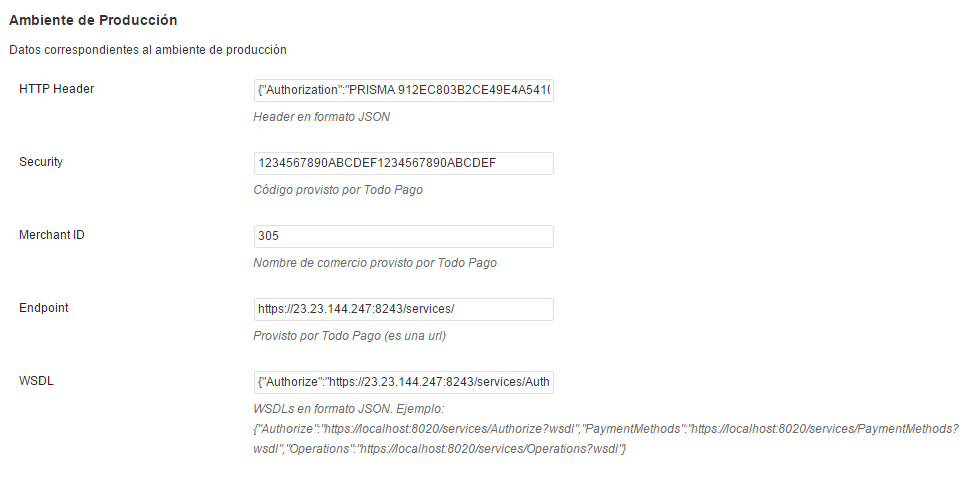 Ambiente de Producción
Datos correspondientes al ambiente de producción
HTTP Header
{"Authorization":"PRISMA 912EC803B2CE49E4A5410
Header en formato JSON
Security
1234567890ABCDEF1234567890ABCDEF
Código provisto por Todo Pago
Merchant ID
305
Nombre de comercio provisto por Todo Pago
Endpoint
https://23.23.144.247:8243/services/
Provisto por Todo Pago (es una url)
WSDL
{"Authorize":"https://23.23.144.247:8243/services/Auth
WSDLs en formato JSON. Ejemplo:
{"Authorize":"https://localhost:8020/services/Authorize?wsdl","PaymentMethods":"https://localhost:8020/services/PaymentMethods?
wsdl","Operations":"https://localhost:8020/services/Operations?wsdl"}